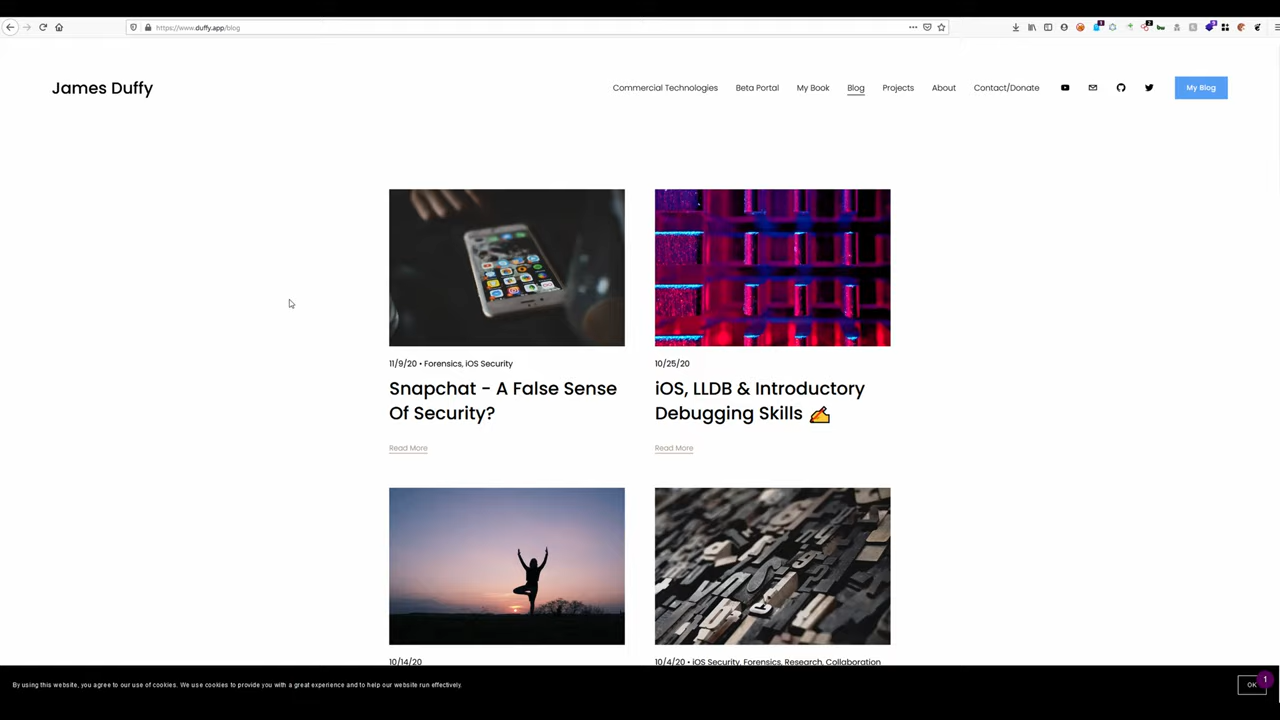 https://www.duffy.app/blog
James Duffy
Commercial Technologies
Beta Portal
My Book
Blog
Projects
About
Contact/Donate
My Blog
11/9/20 • Forensics, iOS Security
Snapchat - A False Sense
Of Security?
Read More
10/25/20
iOS, LLDB & Introductory
Debugging Skills ✍
Read More
10/14/20
10/4/20 • iOS Security, Forensics, Research, Collaboration
By using this website, you agree to our use of cookies. We use cookies to provide you with a great experience and to help our website run effectively.
OK
1